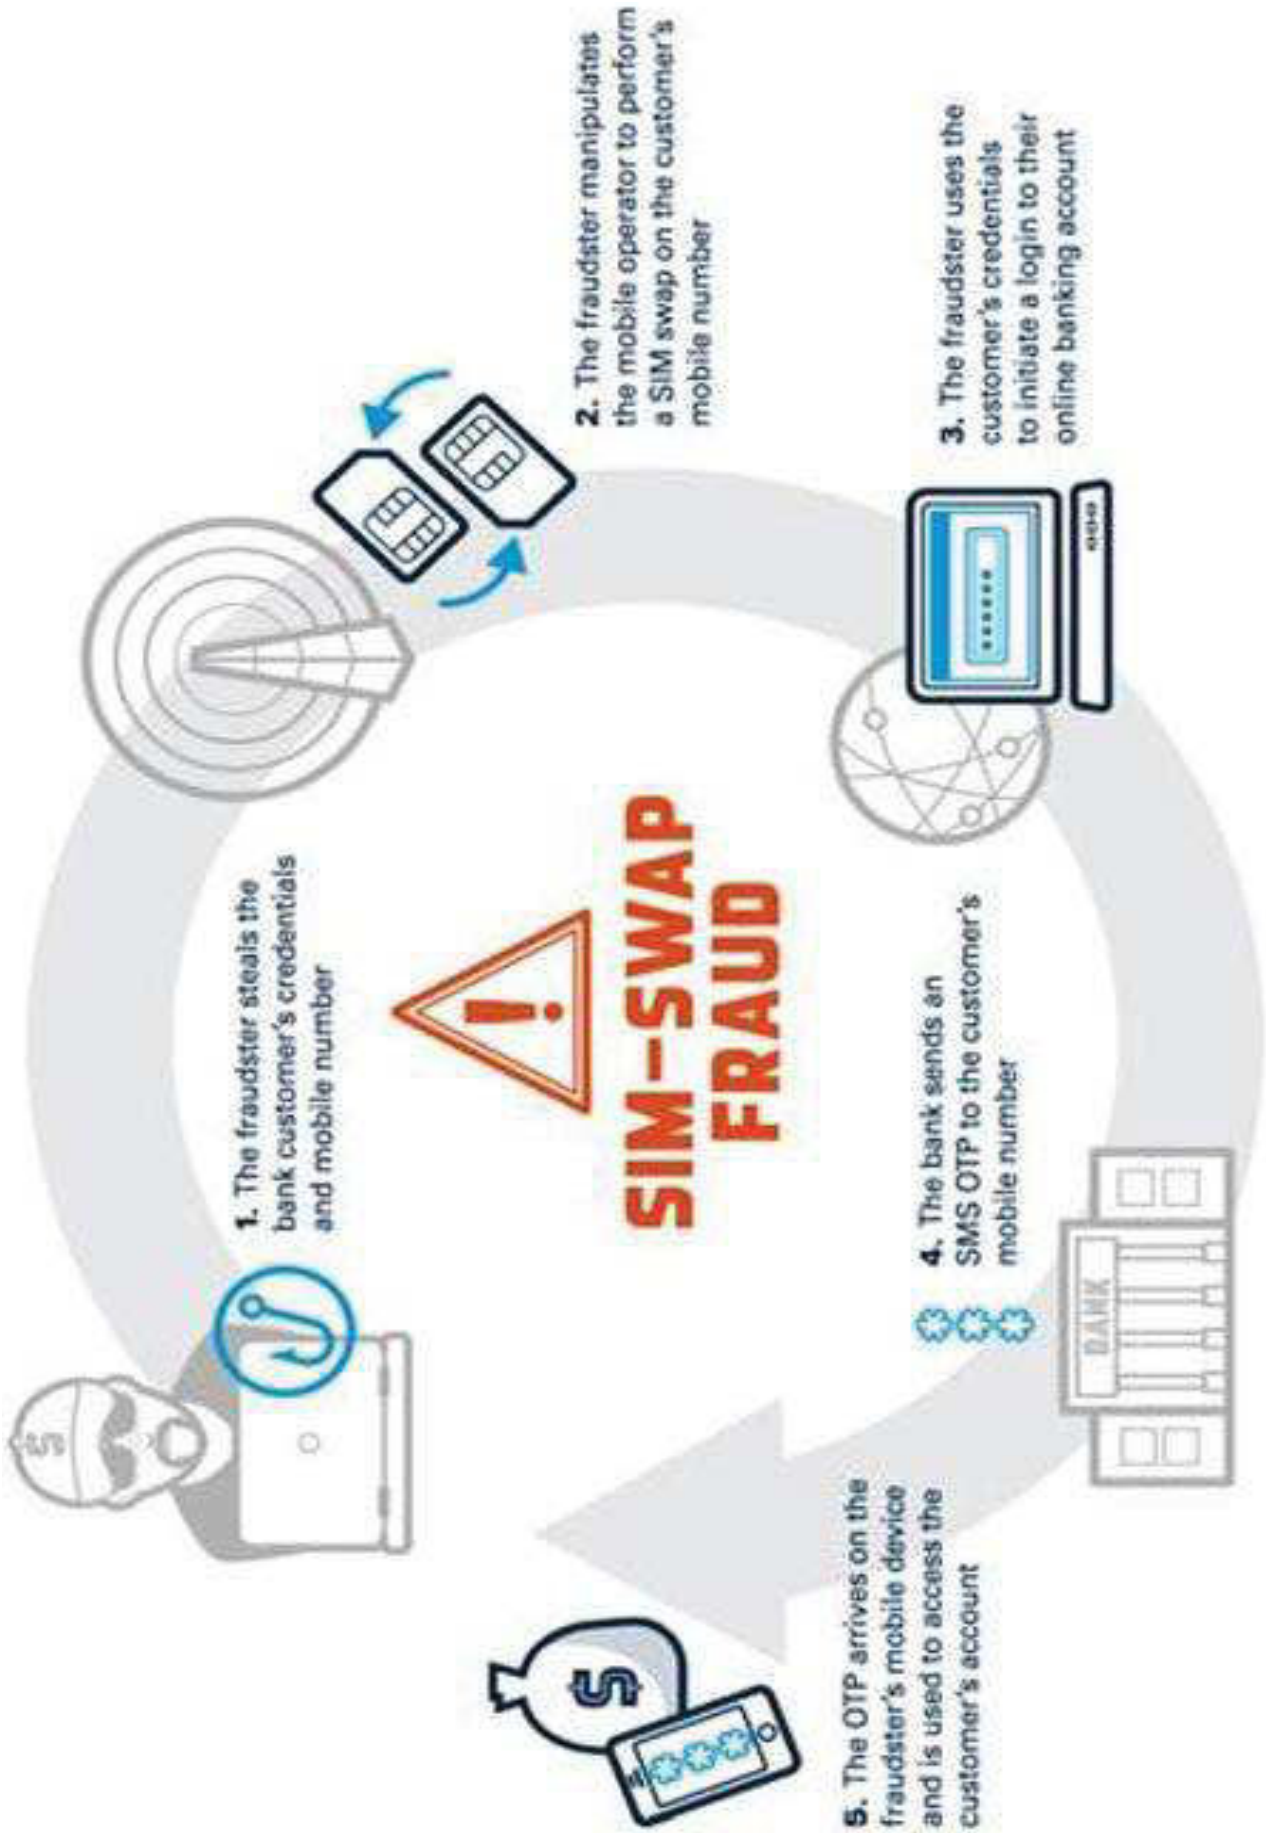 1. The fraudster steals the
bank customer's credentials
and mobile number
2. The fraudster manipulates
the mobile operator to perform
a SIM swap on the customer's
mobile number
SIM-SWAP
FRAUD
3. The fraudster uses the
customer's credentials
to initiate a login to their
online banking account
4. The bank sends an
SMS OTP to the customer's
mobile number
BANK
5. The OTP arrives on the
fraudster's mobile device
and is used to access the
customer's account